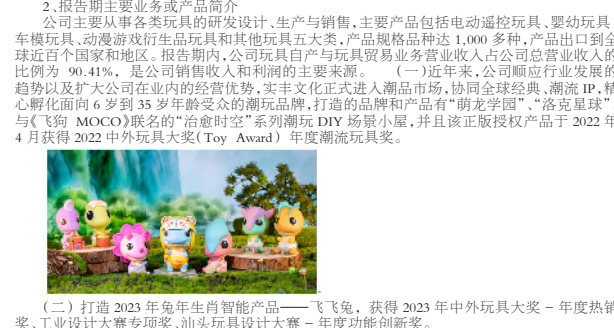 2、报告期主要业务或产品简介
公司主要从事各类玩具的研发设计、生产与销售,主要产品包括电动遥控玩具、婴幼玩具、
车模玩具、动漫游戏衍生品玩具和其他玩具五大类,产品规格品种达 1,000 多种,产品出口到全
球近百个国家和地区。报告期内,公司玩具自产与玩具贸易业务营业收入占公司总营业收入的
比例为 90.41%, 是公司销售收入和利润的主要来源。 (一)近年来,公司顺应行业发展的
趋势以及扩大公司在业内的经营优势,实丰文化正式进入潮品市场,协同全球经典、潮流 IP,精
心孵化面向 6 岁到 35 岁年龄受众的潮玩品牌,打造的品牌和产品有“萌龙学园”、“洛克星球”
与《飞狗 MOCO》联名的“治愈时空”系列潮玩 DIY 场景小屋,并且该正版授权产品于 2022 年
4 月获得 2022 中外玩具大奖(Toy Award) 年度潮流玩具奖。
(二) 打造 2023 年兔年生肖智能产品——飞飞兔, 获得 2023 年中外玩具大奖 - 年度热销
奖、工业设计大赛专项奖、汕头玩具设计大赛 - 年度功能创新奖。